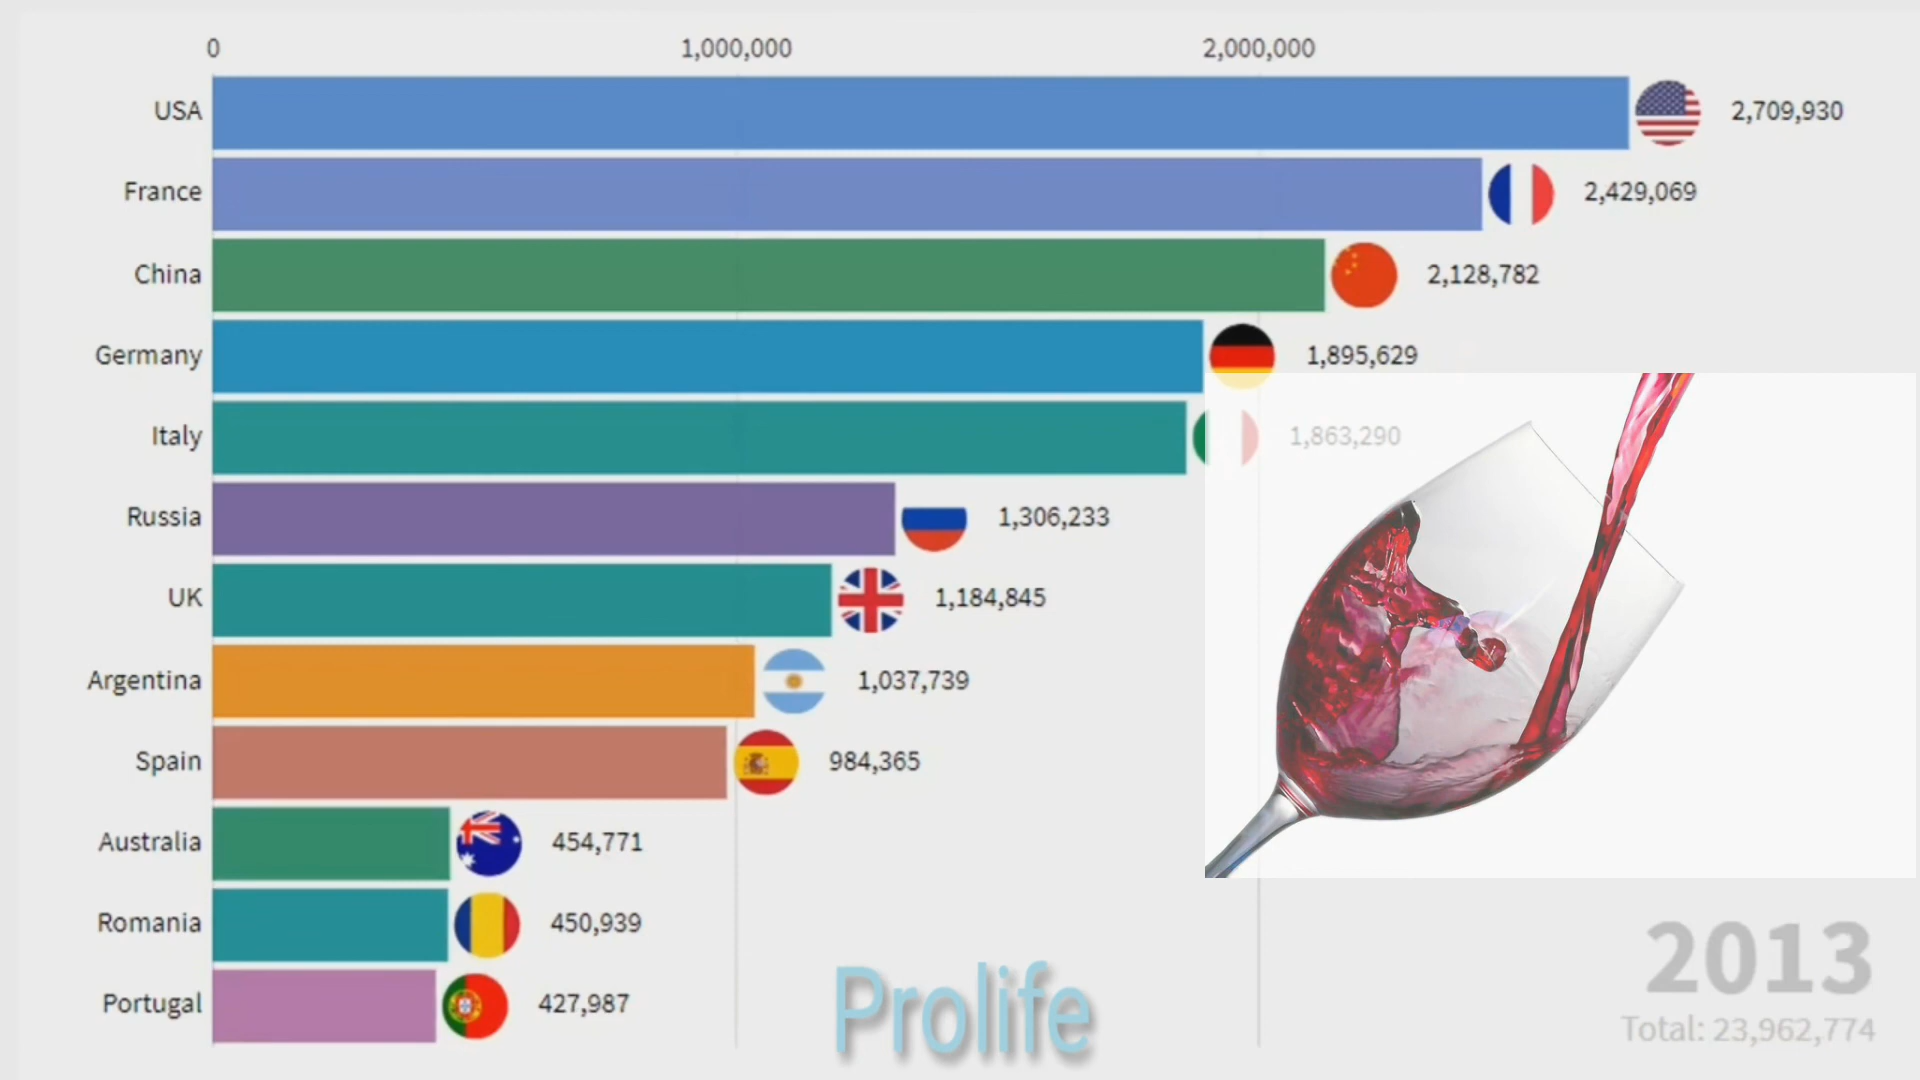 0 1,000,000 2,000,000
USA 2,709,930
France 2,429,069
China 2,128,782
Germany 1,895,629
Italy 1,863,290
Russia 1,306,233
UK 1,184,845
Argentina 1,037,739
Spain 984,365
Australia 454,771
Romania 450,939
Portugal 427,987
2013
Total: 23,962,774
Prolife